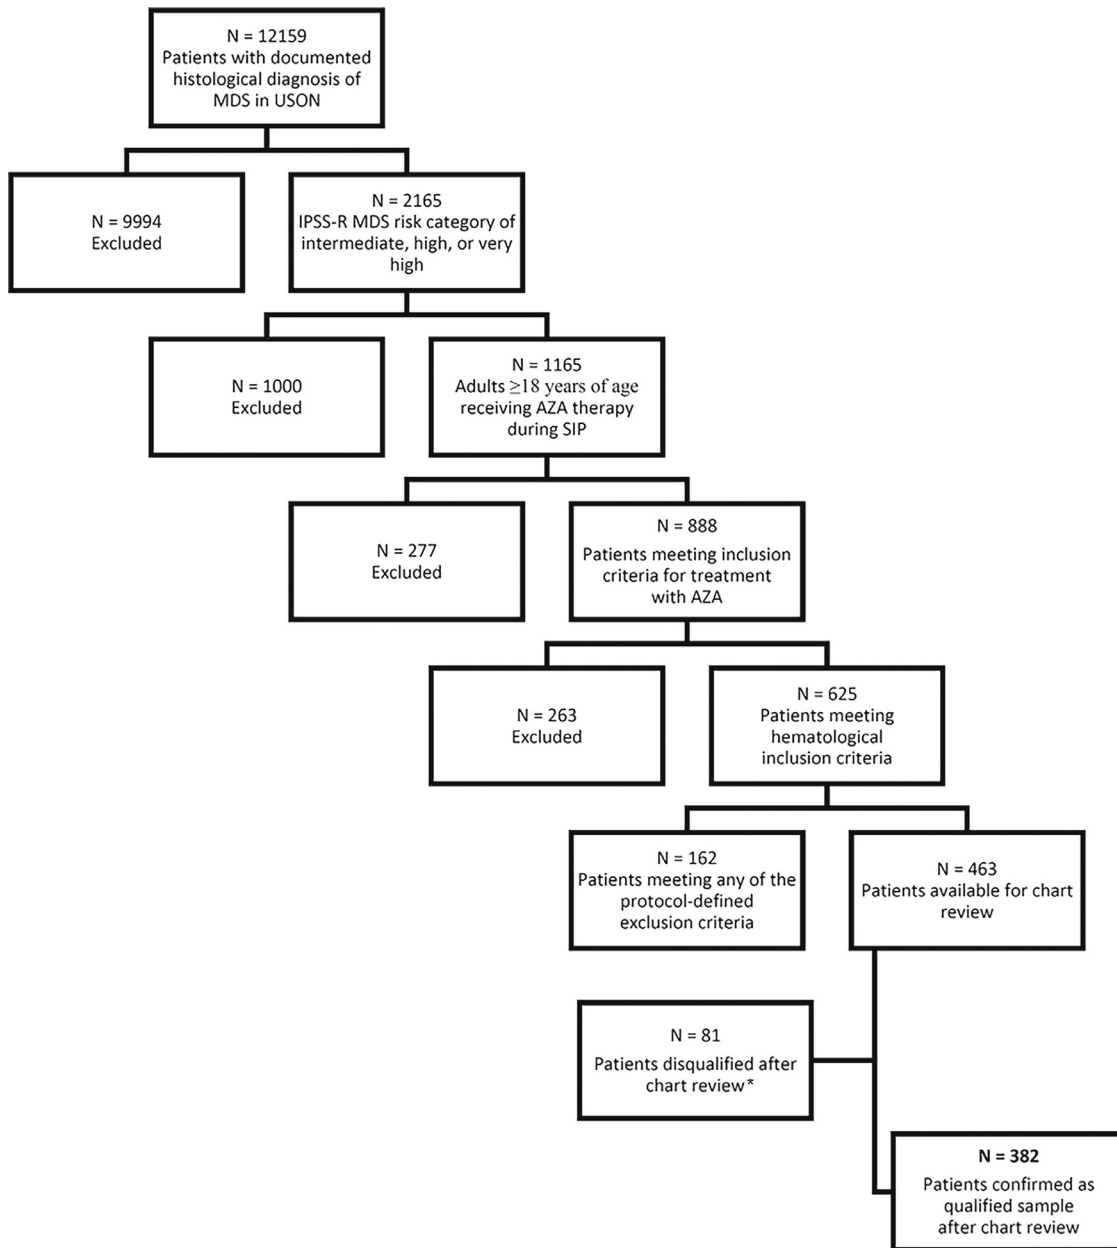 N = 12159
Patients with documented
histological diagnosis of
MDS in USON
N = 9994
Excluded
N = 2165
IPSS-R MDS risk category of
intermediate, high, or very
high
N = 1000
Excluded
N = 1165
Adults ≥18 years of age
receiving AZA therapy
during SIP
N = 277
Excluded
N = 888
Patients meeting inclusion
criteria for treatment
with AZA
N = 263
Excluded
N = 625
Patients meeting
hematological
inclusion criteria
N = 162
Patients meeting any of the
protocol-defined
exclusion criteria
N = 463
Patients available for chart
review
N = 81
Patients disqualified after
chart review*
N = 382
Patients confirmed as
qualified sample
after chart review